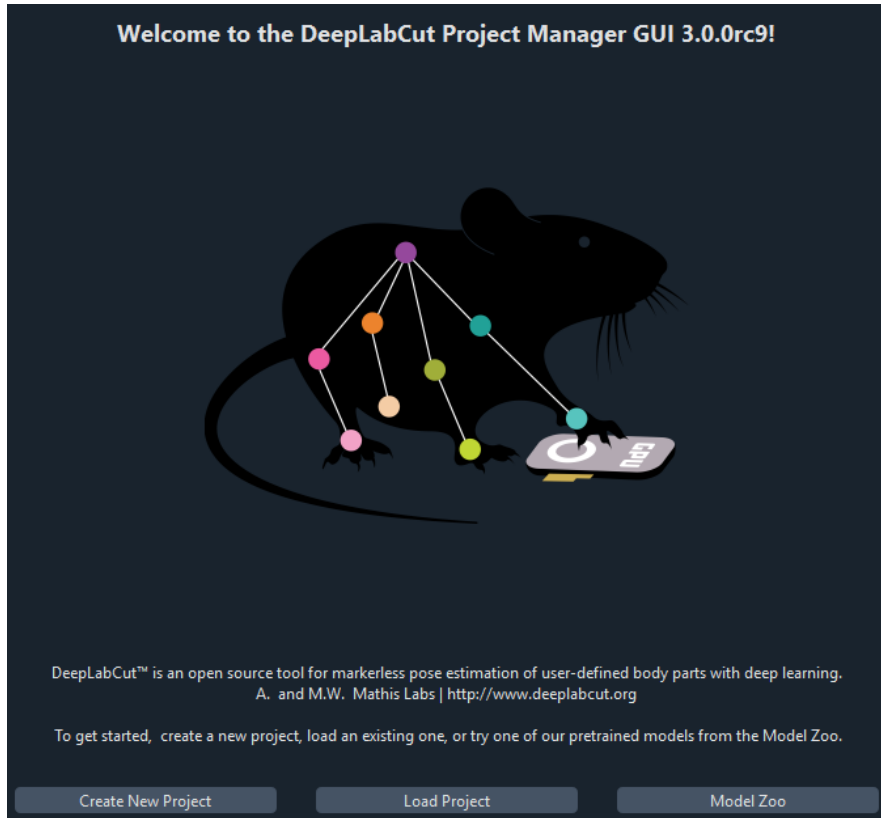 Welcome to the DeepLabCut Project Manager GUI 3.0.0rc9!
GPU
DeepLabCut™ is an open source tool for markerless pose estimation of user-defined body parts with deep learning.
A.  and M.W.  Mathis Labs | http://www.deeplabcut.org
To get started,  create a new project, load an existing one, or try one of our pretrained models from the Model Zoo.
Create New Project
Load Project
Model Zoo